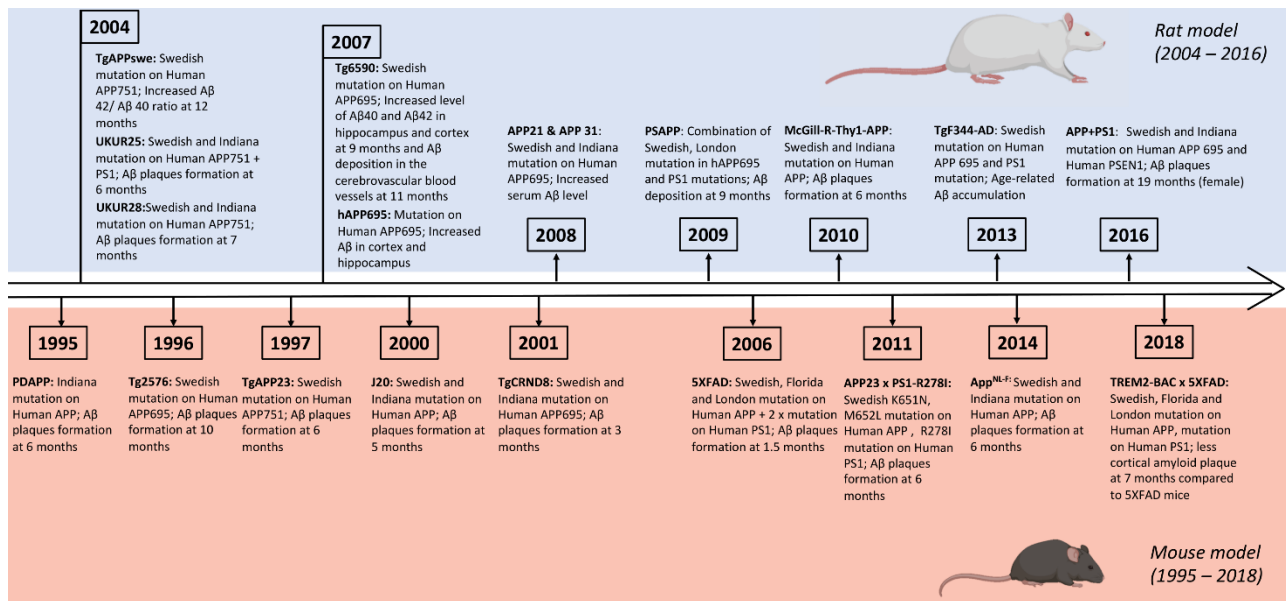 2004
TgAPPswe: Swedish
mutation on Human
APP751; Increased Aβ
42/ Aβ 40 ratio at 12
months
UKUR25: Swedish and Indiana
mutation on Human APP751 +
PS1; Aβ plaques formation at
6 months
UKUR28:Swedish and Indiana
mutation on Human APP751;
Aβ plaques formation at 7
months
2007
Tg6590: Swedish
mutation on Human
APP695; Increased level
of Aβ40 and Aβ42 in
hippocampus and cortex
at 9 months and Aβ
deposition in the
cerebrovascular blood
vessels at 11 months
hAPP695: Mutation on
Human APP695; Increased
Aβ in cortex and
hippocampus
APP21 & APP 31:
Swedish and Indiana
mutation on Human
APP695; Increased
serum Aβ level
2008
PSAPP: Combination of
Swedish, London
mutation in hAPP695
and PS1 mutations; Aβ
deposition at 9 months
2009
McGill-R-Thy1-APP:
Swedish and Indiana
mutation on Human
APP; Aβ plaques
formation at 6 months
2010
TgF344-AD: Swedish
mutation on Human
APP 695 and PS1
mutation; Age-related
Aβ accumulation
2013
APP+PS1: Swedish and Indiana
mutation on Human APP 695 and
Human PSEN1; Aβ plaques
formation at 19 months (female)
2016
Rat model
(2004 – 2016)
1995
PDAPP: Indiana
mutation on
Human APP; Aβ
plaques formation
at 6 months
1996
Tg2576: Swedish
mutation on Human
APP695; Aβ plaques
formation at 10
months
1997
TgAPP23: Swedish
mutation on Human
APP751; Aβ plaques
formation at 6
months
2000
J20: Swedish and
Indiana mutation on
Human APP; Aβ
plaques formation at
5 months
2001
TgCRND8: Swedish and
Indiana mutation on
Human APP695; Aβ
plaques formation at 3
months
2006
5XFAD: Swedish, Florida
and London mutation on
Human APP + 2 x mutation
on Human PS1; Aβ plaques
formation at 1.5 months
2011
APP23 x PS1-R278I:
Swedish K651N,
M652L mutation on
Human APP , R278I
mutation on Human
PS1; Aβ plaques
formation at 6
months
2014
App^NL-F: Swedish and
Indiana mutation on
Human APP; Aβ
plaques formation at
6 months
2018
TREM2-BAC x 5XFAD:
Swedish, Florida and
London mutation on
Human APP, mutation
on Human PS1; less
cortical amyloid plaque
at 7 months compared
to 5XFAD mice
Mouse model
(1995 – 2018)